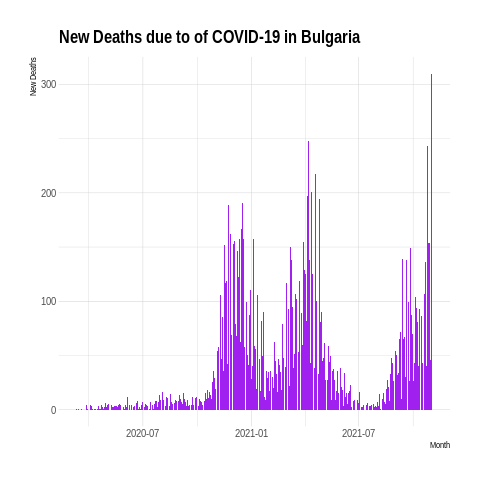 New Deaths due to of COVID-19 in Bulgaria
New Deaths
300
200
100
0
2020-07
2021-01
2021-07
Month